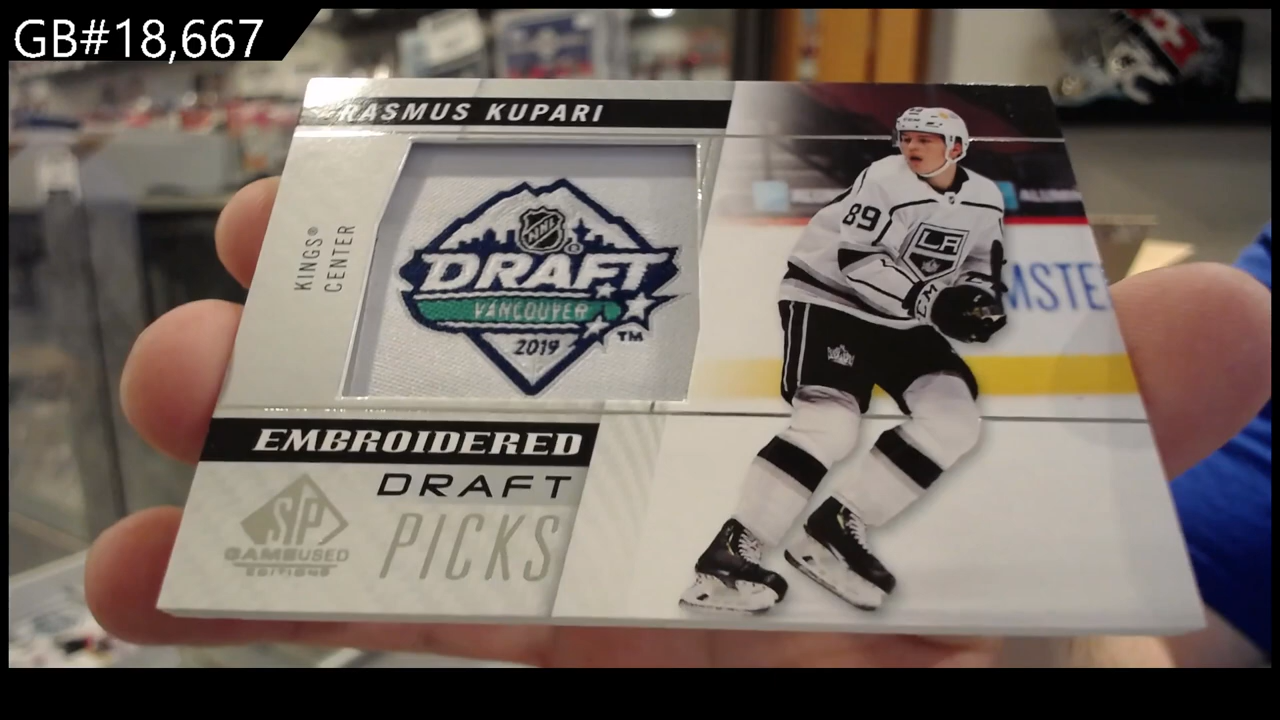 GB#18,667
RASMUS KUPARI
KINGS®
CENTER
NHL
®
DRAFT
VANCOUVER
2019
TM
89
LA
CCM
EMBROIDERED
DRAFT
PICKS
SP
GAME USED
EDITIONS